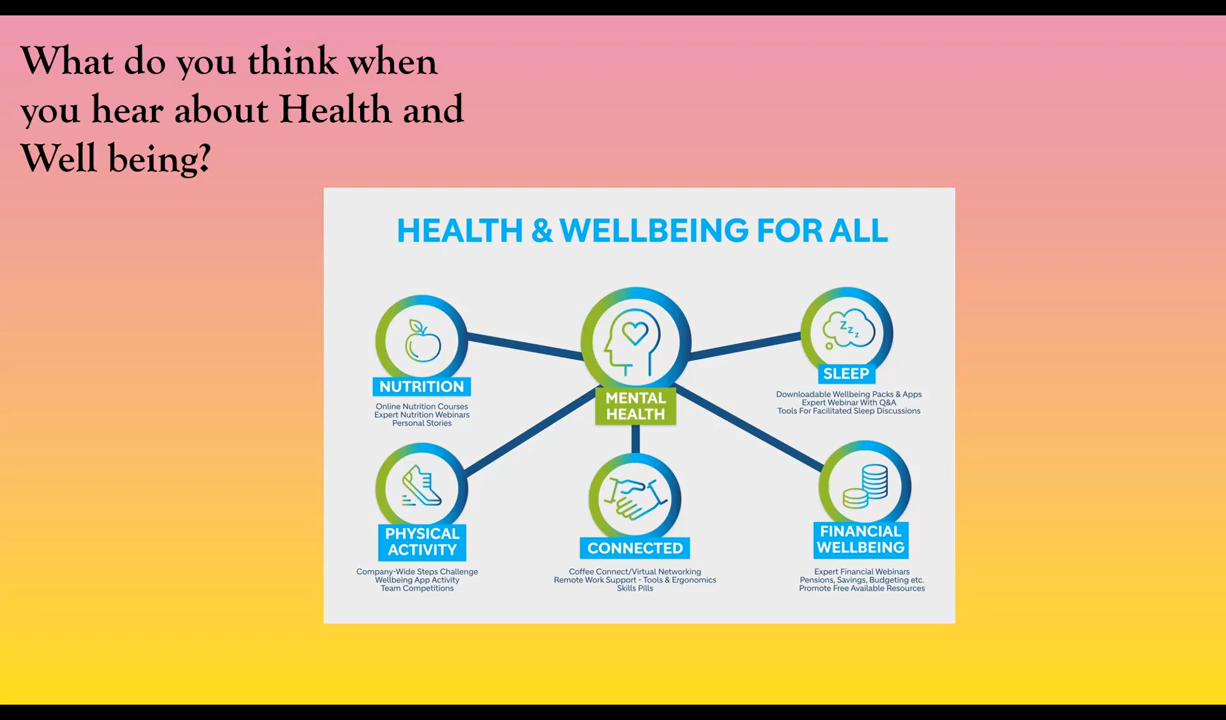 What do you think when
you hear about Health and
Well being?
HEALTH & WELLBEING FOR ALL
NUTRITION
Online Nutrition Courses
Expert Nutrition Webinars
Personal Stories
MENTAL
HEALTH
zzz
SLEEP
Downloadable Wellbeing Packs & Apps
Expert Webinar With Q&A
Tools For Facilitated Sleep Discussions
PHYSICAL
ACTIVITY
Company-Wide Steps Challenge
Wellbeing App Activity
Team Competitions
CONNECTED
Coffee Connect/Virtual Networking
Remote Work Support - Tools & Ergonomics
Skills Pills
FINANCIAL
WELLBEING
Expert Financial Webinars
Pensions, Savings, Budgeting etc.
Promote Free Available Resources